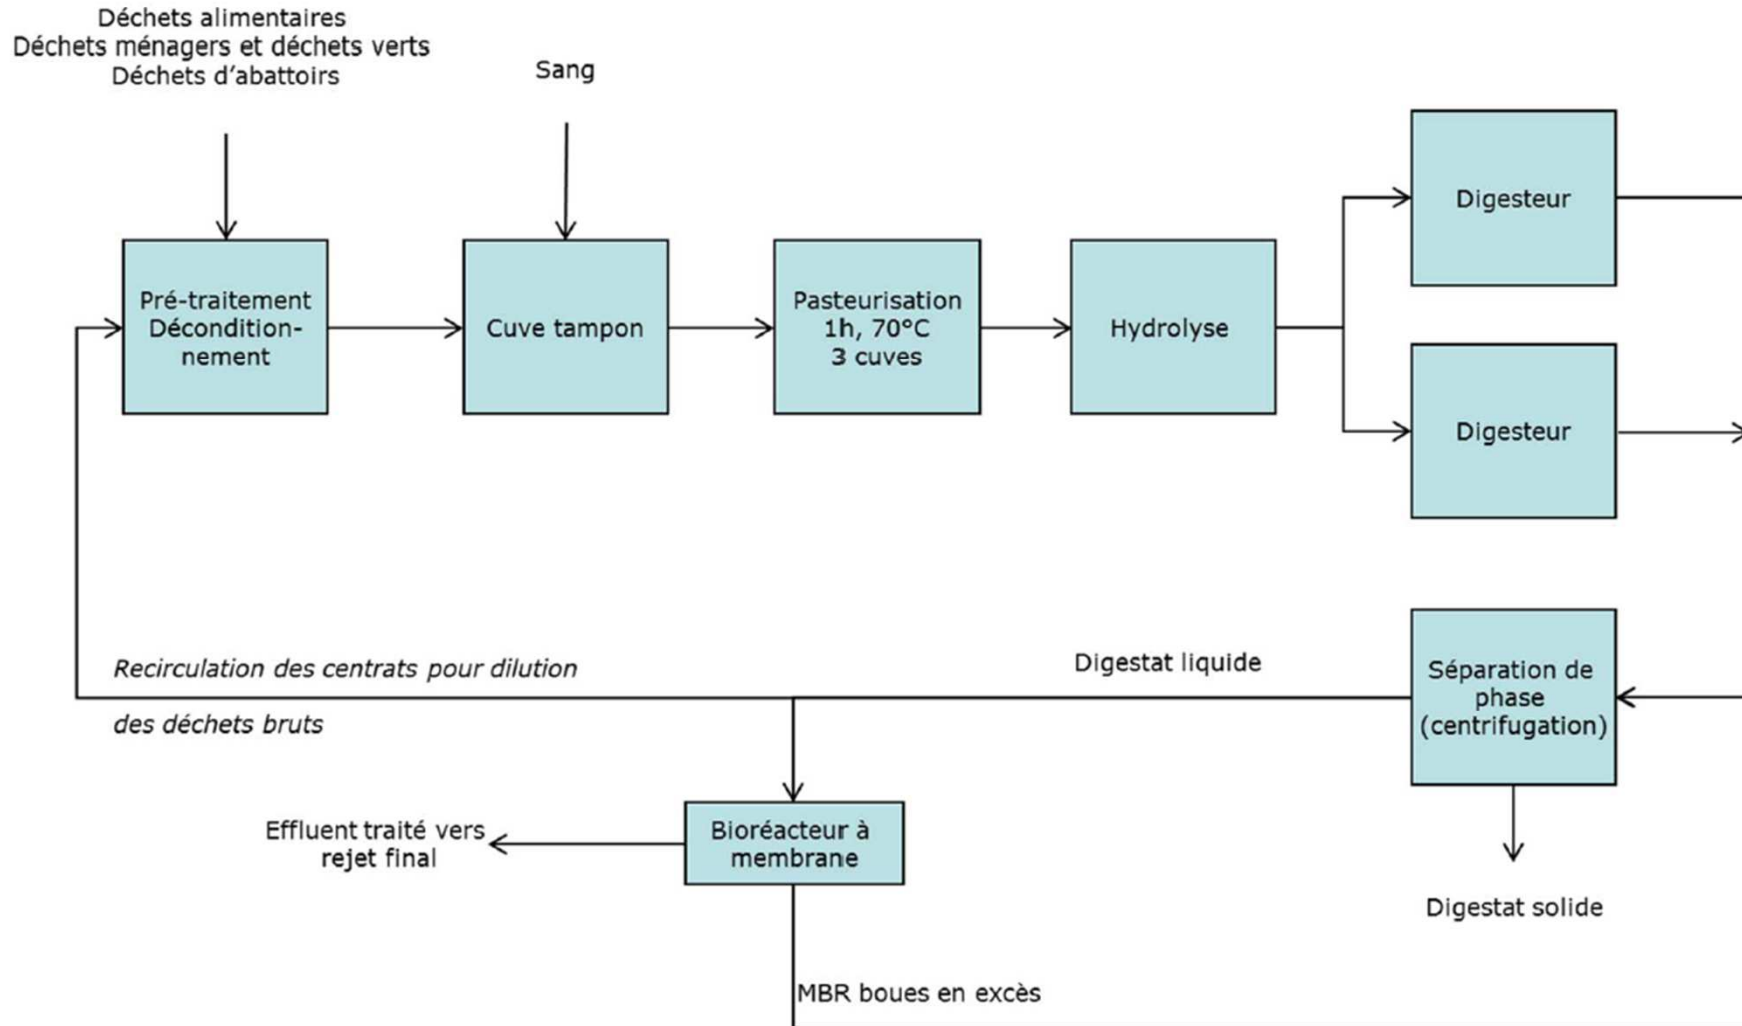 Déchets alimentaires
Déchets ménagers et déchets verts
Déchets d'abattoirs
Sang
Pré-traitement
Décondition-
nement
Cuve tampon
Pasteurisation
1h, 70°C
3 cuves
Hydrolyse
Digesteur
Digesteur
Recirculation des centrats pour dilution
des déchets bruts
Digestat liquide
Séparation de
phase
(centrifugation)
Effluent traité vers
rejet final
Bioréacteur à
membrane
Digestat solide
MBR boues en excès